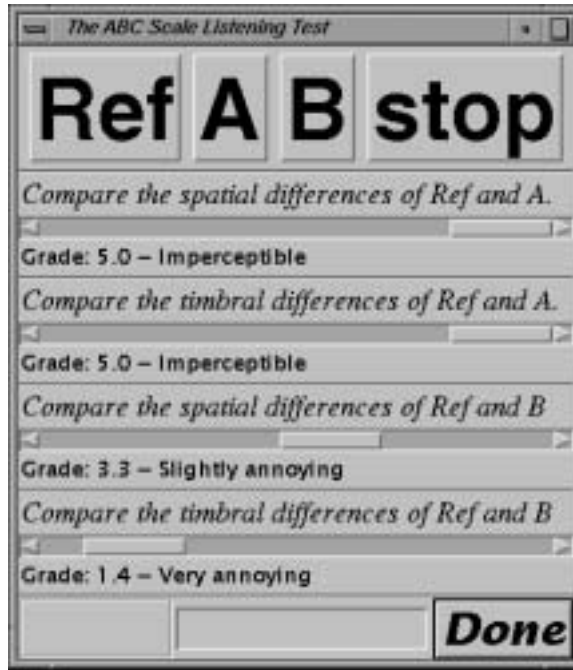 The ABC Scale Listening Test
Ref A B stop
Compare the spatial differences of Ref and A.
Grade: 5.0 – Imperceptible
Compare the timbral differences of Ref and A.
Grade: 5.0 – Imperceptible
Compare the spatial differences of Ref and B
Grade: 3.3 – Slightly annoying
Compare the timbral differences of Ref and B
Grade: 1.4 – Very annoying
Done